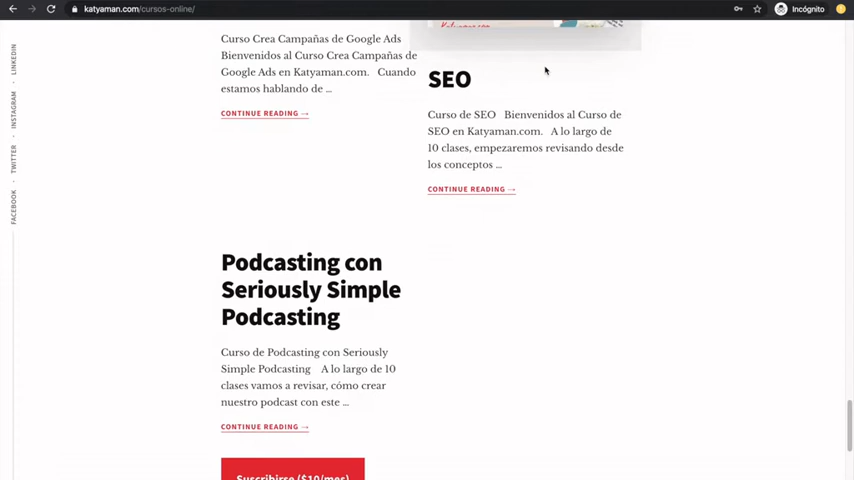 katyaman.com/cursos-online/
Incógnito
LINKEDIN
INSTAGRAM
TWITTER
FACEBOOK
Curso Crea Campañas de Google Ads
Bienvenidos al Curso Crea Campañas de
Google Ads en Katyaman.com. Cuando
estamos hablando de ...
CONTINUE READING →
Katyaman.com
SEO
Curso de SEO Bienvenidos al Curso de
SEO en Katyaman.com. A lo largo de
10 clases, empezaremos revisando desde
los conceptos ...
CONTINUE READING →
Podcasting con
Seriously Simple
Podcasting
Curso de Podcasting con Seriously
Simple Podcasting A lo largo de 10
clases vamos a revisar, cómo crear
nuestro podcast con este ...
CONTINUE READING →
Suscribirse ($10/mes)